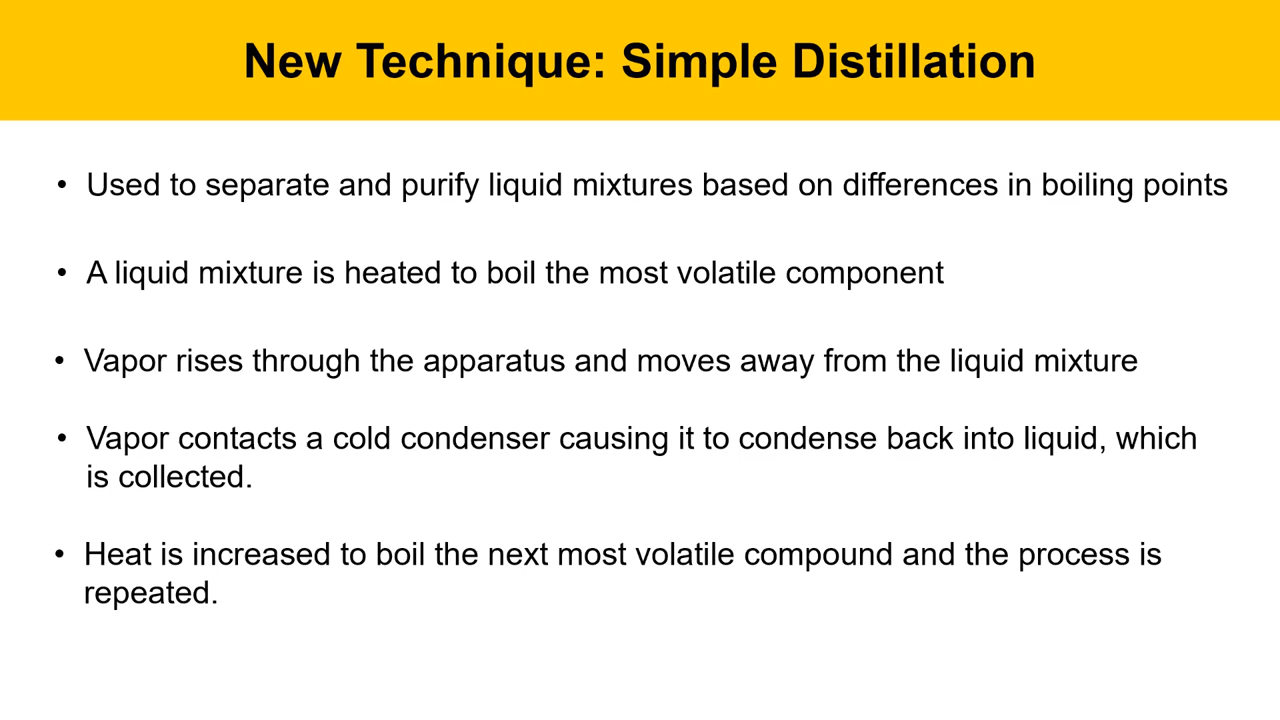 New Technique: Simple Distillation
• Used to separate and purify liquid mixtures based on differences in boiling points
• A liquid mixture is heated to boil the most volatile component
• Vapor rises through the apparatus and moves away from the liquid mixture
• Vapor contacts a cold condenser causing it to condense back into liquid, which
is collected.
• Heat is increased to boil the next most volatile compound and the process is
repeated.